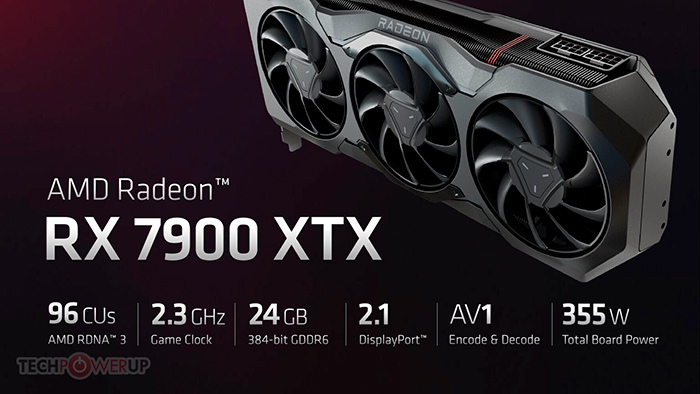 RADEON
AMD Radeon™
RX 7900 XTX
96 CUs
AMD RDNA™ 3
2.3 GHz
Game Clock
24 GB
384-bit GDDR6
2.1
DisplayPort™
AV1
Encode & Decode
355 W
Total Board Power
TECHPOWERUP